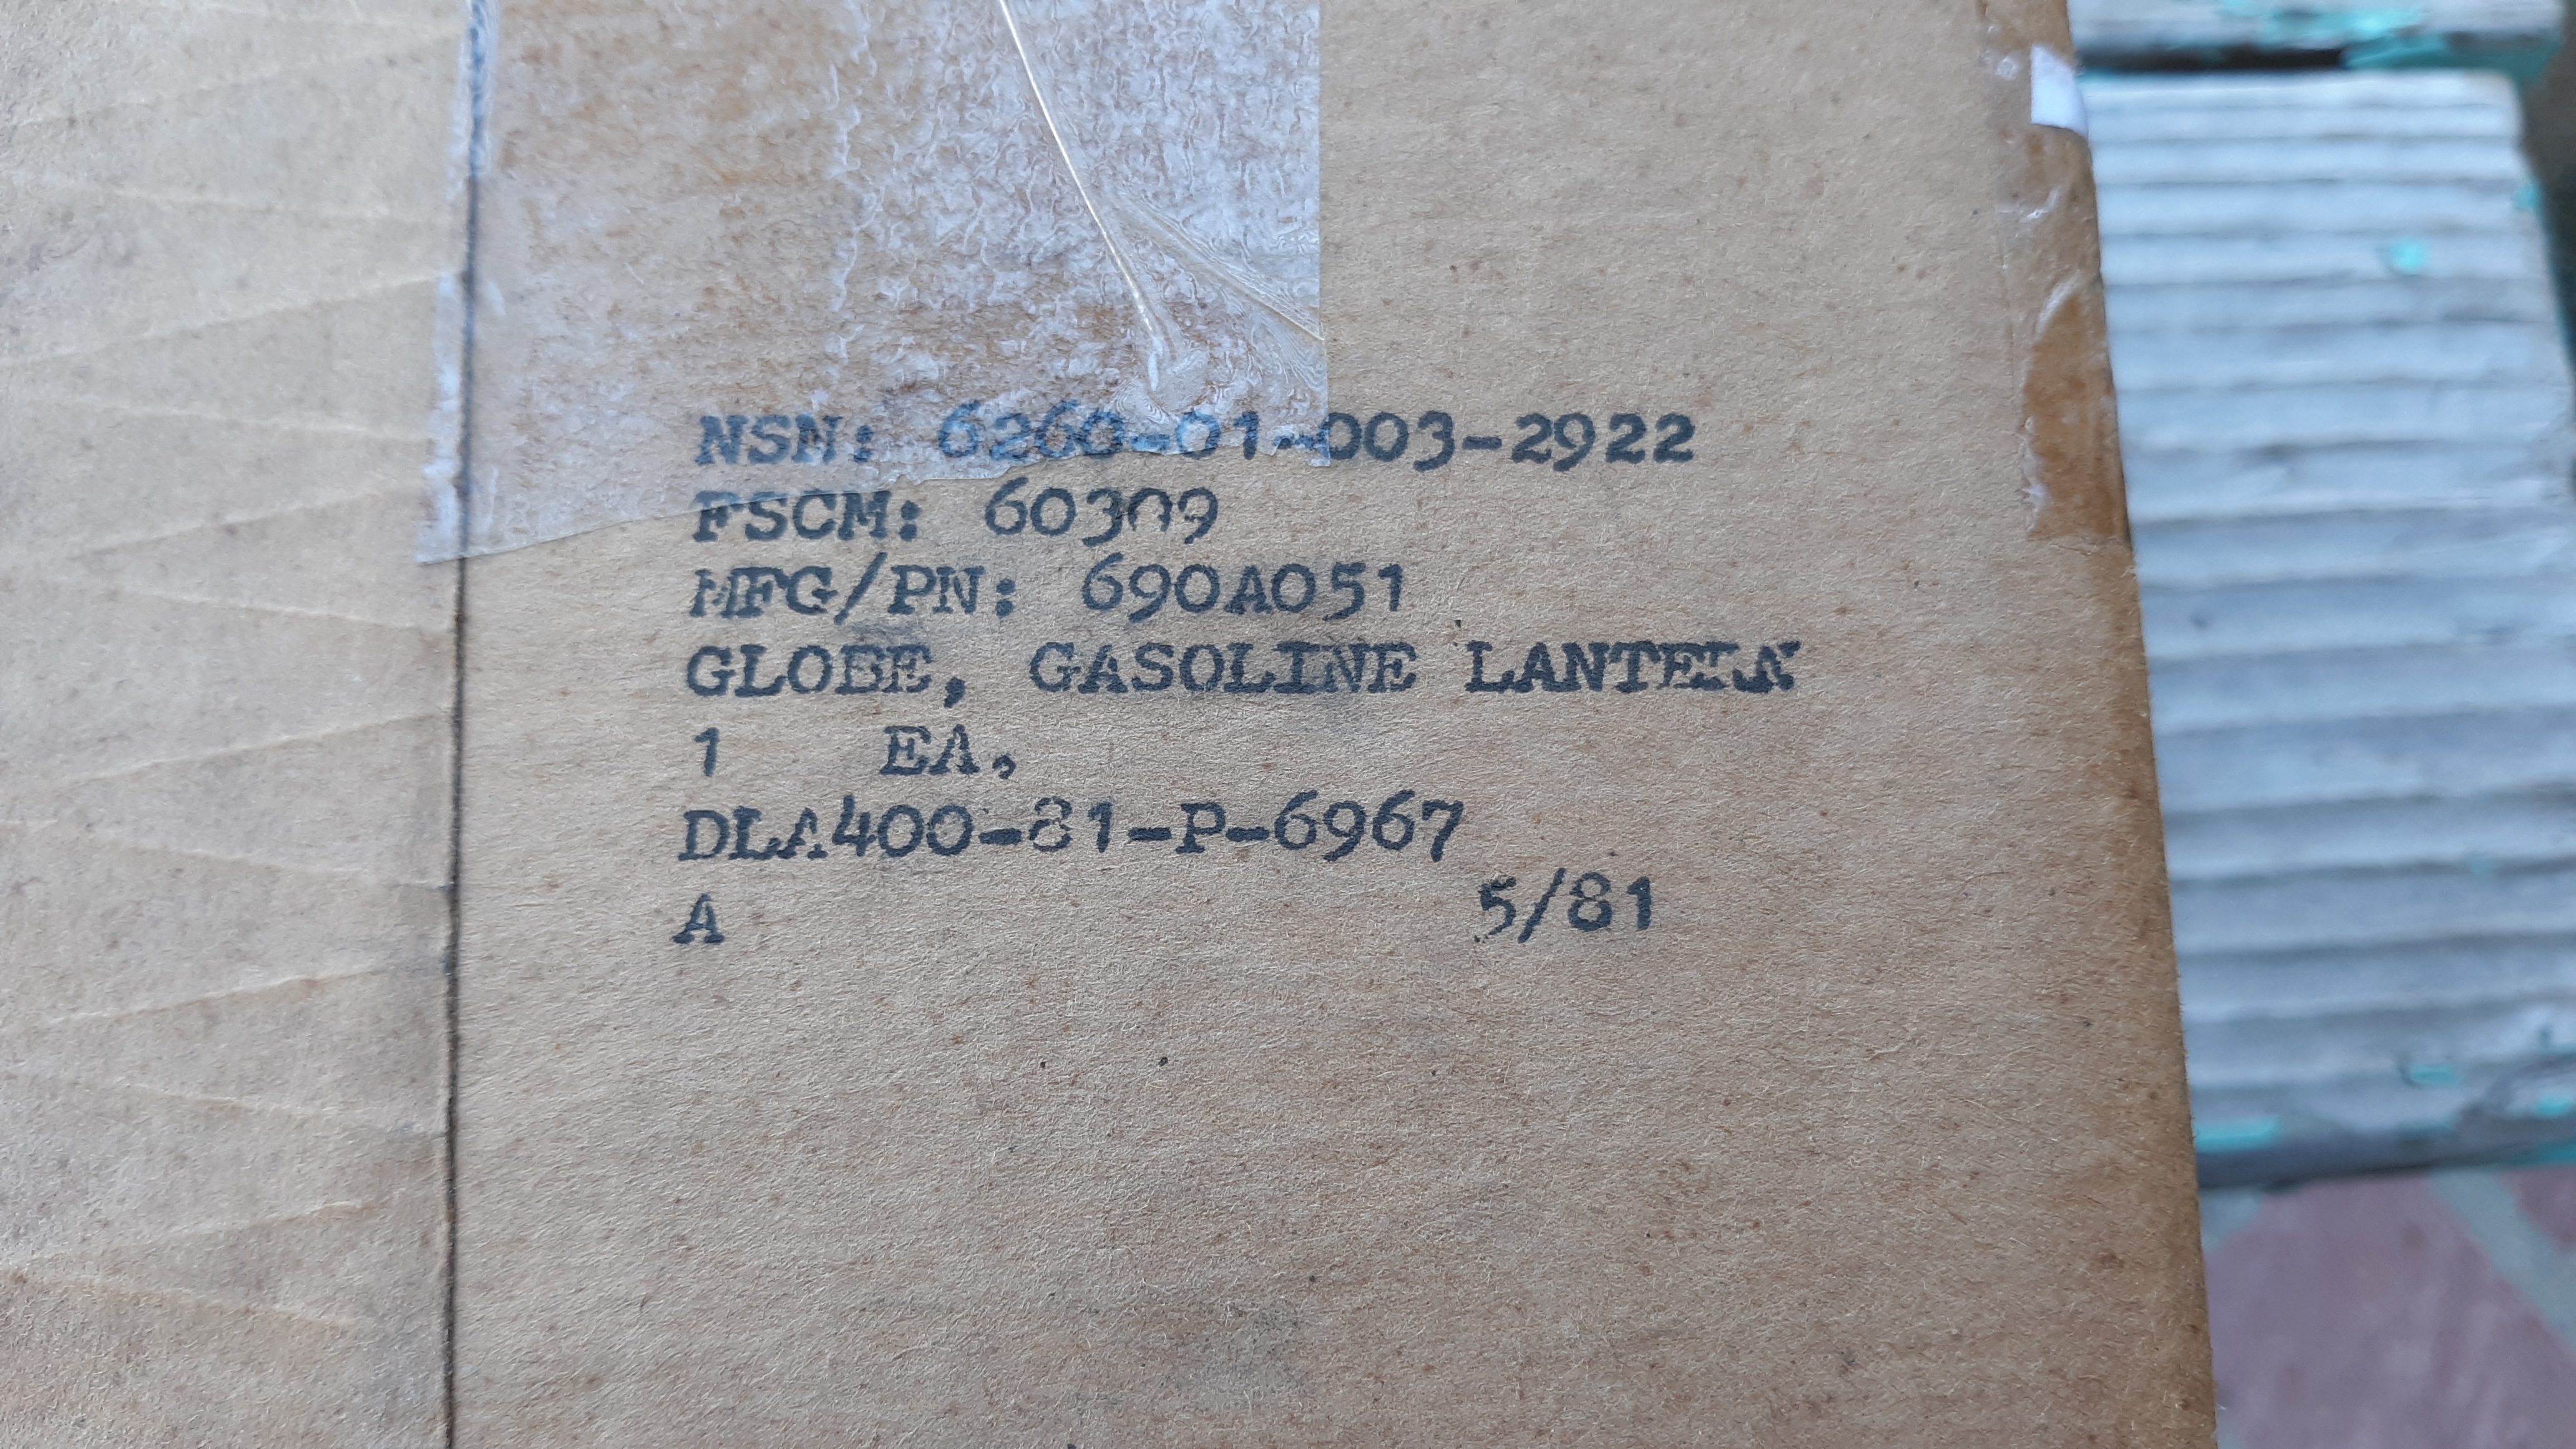 NSN: 6260-01-003-2922
FSCM: 60309
MFG/PN: 690A051
GLOBE, GASOLINE LANTERN
1 EA.
DLA400-81-P-6967
A 5/81